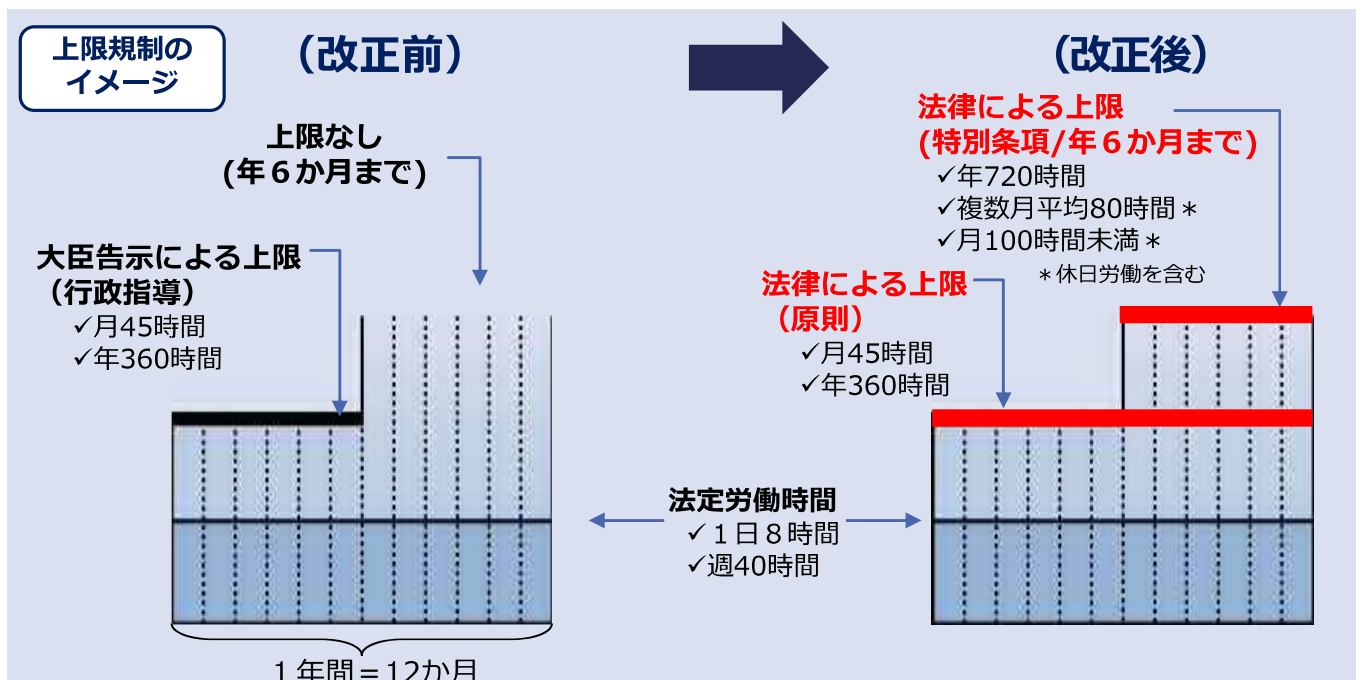 上限規制の
イメージ
（改正前）
（改正後）
上限なし
(年６か月まで)
大臣告示による上限
（行政指導）
✓月45時間
✓年360時間
法律による上限
(特別条項/年６か月まで)
✓年720時間
✓複数月平均80時間＊
✓月100時間未満＊
＊休日労働を含む
法律による上限
（原則）
✓月45時間
✓年360時間
法定労働時間
✓１日８時間
✓週40時間
１年間＝12か月